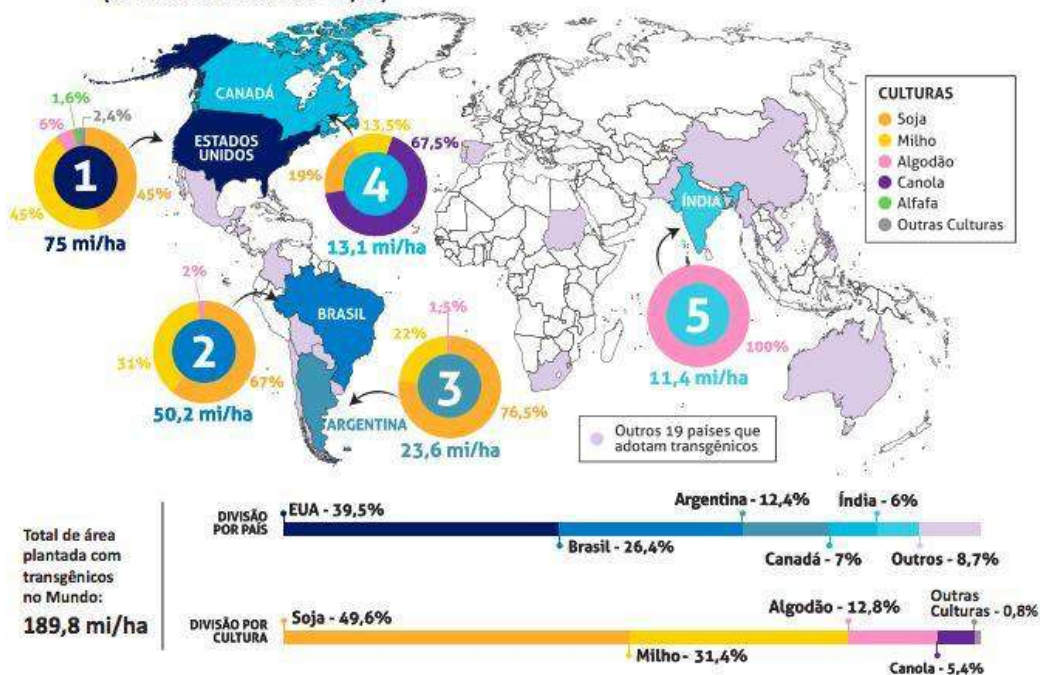 CANADÁ
ESTADOS
UNIDOS
1,6%
6%
2,4%
1
45%
45%
75 mi/ha
13,5%
67,5%
19%
4
13,1 mi/ha
CULTURAS
Soja
Milho
Algodão
Canola
Alfafa
Outras Culturas
ÍNDIA
5
100%
11,4 mi/ha
BRASIL
2%
2
31%
67%
50,2 mi/ha
1,5%
22%
3
76,5%
ARGENTINA
23,6 mi/ha
Outros 19 países que
adotam transgênicos
Total de área
plantada com
transgênicos
no Mundo:
189,8 mi/ha
DIVISÃO
POR PAÍS
EUA - 39,5%
Brasil - 26,4%
Argentina - 12,4%
Canadá - 7%
Índia - 6%
Outros - 8,7%
DIVISÃO POR
CULTURA
Soja - 49,6%
Milho - 31,4%
Algodão - 12,8%
Canola - 5,4%
Outras
Culturas - 0,8%